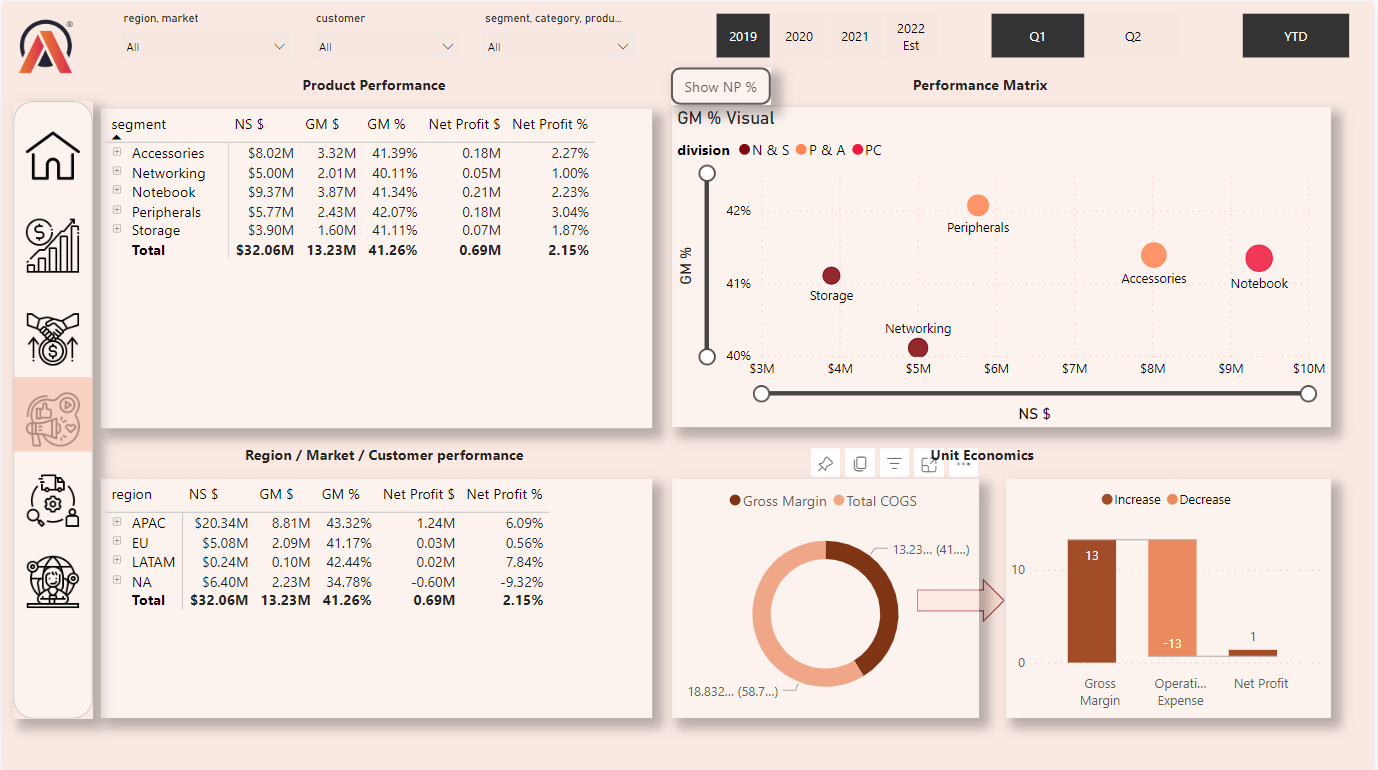 region, market
customer
segment, category, produ...
All
All
All
2019
2020
2021
2022
Est
Q1
Q2
YTD
Product Performance
segment NS $ GM $ GM % Net Profit $ Net Profit %
Accessories $8.02M 3.32M 41.39% 0.18M 2.27%
Networking $5.00M 2.01M 40.11% 0.05M 1.00%
Notebook $9.37M 3.87M 41.34% 0.21M 2.23%
Peripherals $5.77M 2.43M 42.07% 0.18M 3.04%
Storage $3.90M 1.60M 41.11% 0.07M 1.87%
Total $32.06M 13.23M 41.26% 0.69M 2.15%
Show NP %
Performance Matrix
GM % Visual
division N & S P & A PC
42%
41%
40%
GM %
Peripherals
Accessories
Notebook
Storage
Networking
$3M $4M $5M $6M $7M $8M $9M $10M
NS $
Region / Market / Customer performance
region NS $ GM $ GM % Net Profit $ Net Profit %
APAC $20.34M 8.81M 43.32% 1.24M 6.09%
EU $5.08M 2.09M 41.17% 0.03M 0.56%
LATAM $0.24M 0.10M 42.44% 0.02M 7.84%
NA $6.40M 2.23M 34.78% -0.60M -9.32%
Total $32.06M 13.23M 41.26% 0.69M 2.15%
Unit Economics
Gross Margin Total COGS
13.23... (41....)
18.832... (58.7...)
Increase Decrease
10
0
13
-13
1
Gross
Margin
Operati...
Expense
Net Profit